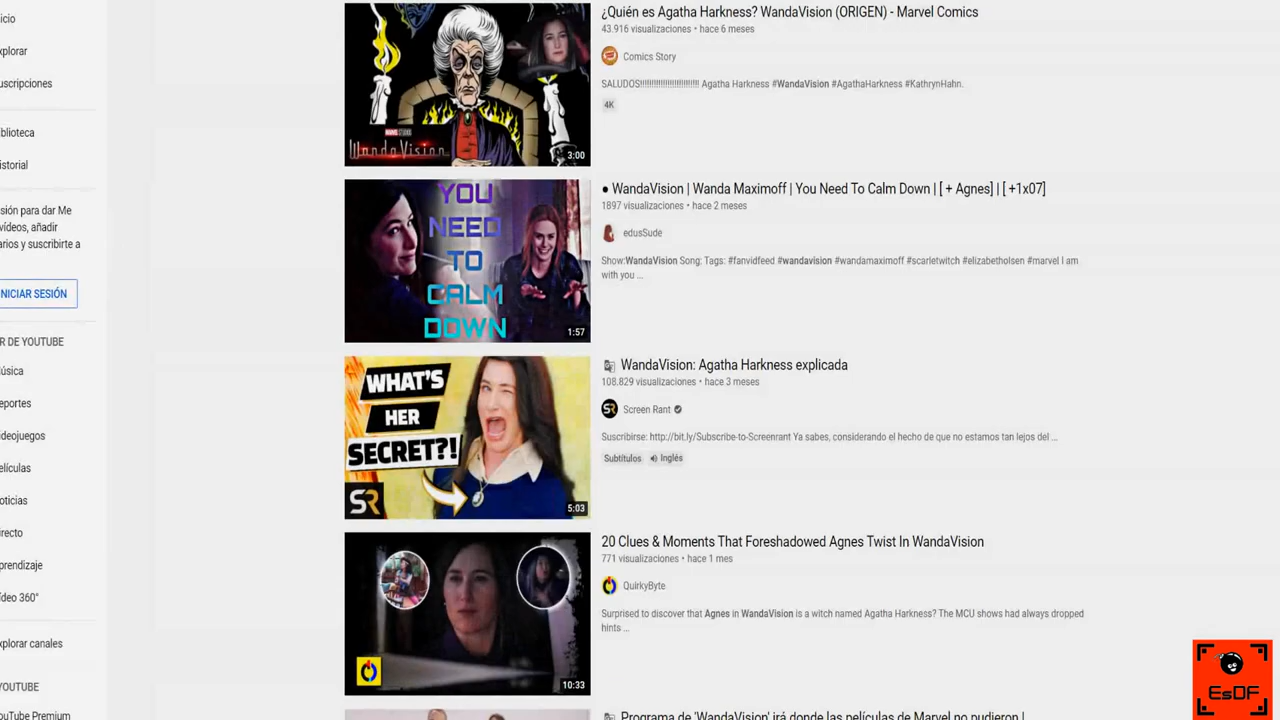 icio
xplorar
uscripciones
blioteca
istorial
sión para dar Me
vídeos, añadir
arios y suscribirte a
NICIAR SESIÓN
R DE YOUTUBE
úsica
eportes
ideojuegos
elículas
oticias
irecto
prendizaje
ídeo 360°
xplorar canales
YOUTUBE
ouTube Premium
MARVEL STUDIOS
WandaVision
3:00
¿Quién es Agatha Harkness? WandaVision (ORIGEN) - Marvel Comics
43.916 visualizaciones • hace 6 meses
Comics Story
SALUDOS!!!!!!!!!!!!!!!!!!!!!!!!!! Agatha Harkness #WandaVision #AgathaHarkness #KathrynHahn.
4K
YOU
NEED
TO
CALM
DOWN
1:57
● WandaVision | Wanda Maximoff | You Need To Calm Down | [ + Agnes] | [ +1x07]
1897 visualizaciones • hace 2 meses
edusSude
Show:WandaVision Song: Tags: #fanvidfeed #wandavision #wandamaximoff #scarletwitch #elizabetholsen #marvel I am
with you ...
WHAT'S
HER
SECRET?!
SR
5:03
WandaVision: Agatha Harkness explicada
108.829 visualizaciones • hace 3 meses
SR Screen Rant
Suscribirse: http://bit.ly/Subscribe-to-Screenrant Ya sabes, considerando el hecho de que no estamos tan lejos del ...
Subtítulos Inglés
10:33
20 Clues & Moments That Foreshadowed Agnes Twist In WandaVision
771 visualizaciones • hace 1 mes
QuirkyByte
Surprised to discover that Agnes in WandaVision is a witch named Agatha Harkness? The MCU shows had always dropped
hints ...
Programa de 'WandaVision' irá donde las películas de Marvel no pudieron |
EsDF